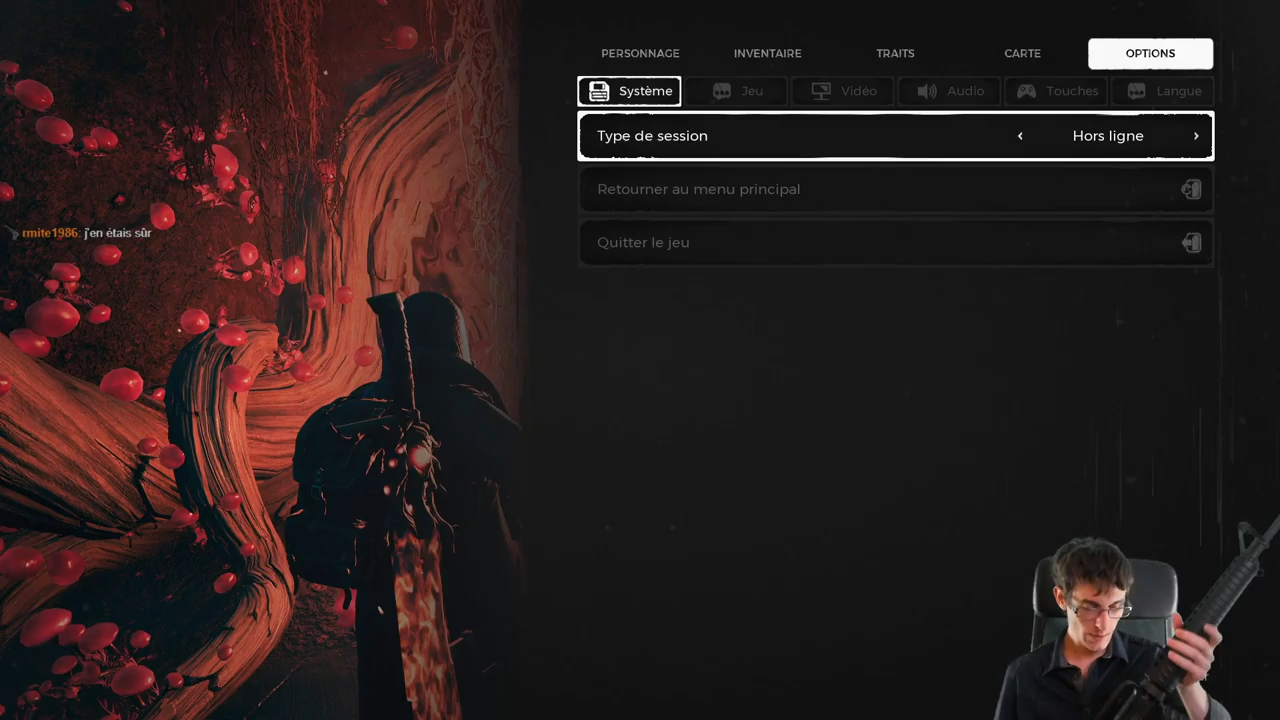 PERSONNAGE INVENTAIRE TRAITS CARTE OPTIONS
Système Jeu Vidéo Audio Touches Langue
Type de session Hors ligne
Retourner au menu principal
rmite1986: j'en étais sûr
Quitter le jeu